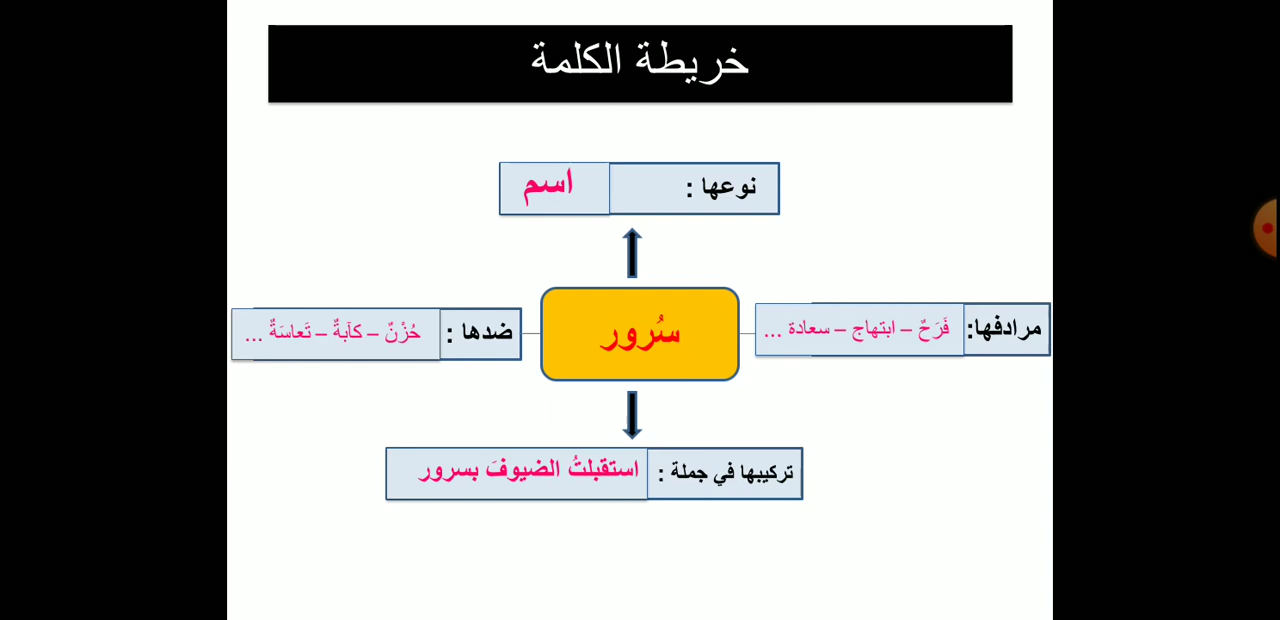 خريطة الكلمة
نوعها : اسم
مرادفها: فَرَحٌ – ابتهاج – سعادة ...
سُرور
ضدها : حُزْنٌ – كآبةٌ – تَعاسَةٌ ...
تركيبها في جملة : استقبلتُ الضيوفَ بسرور